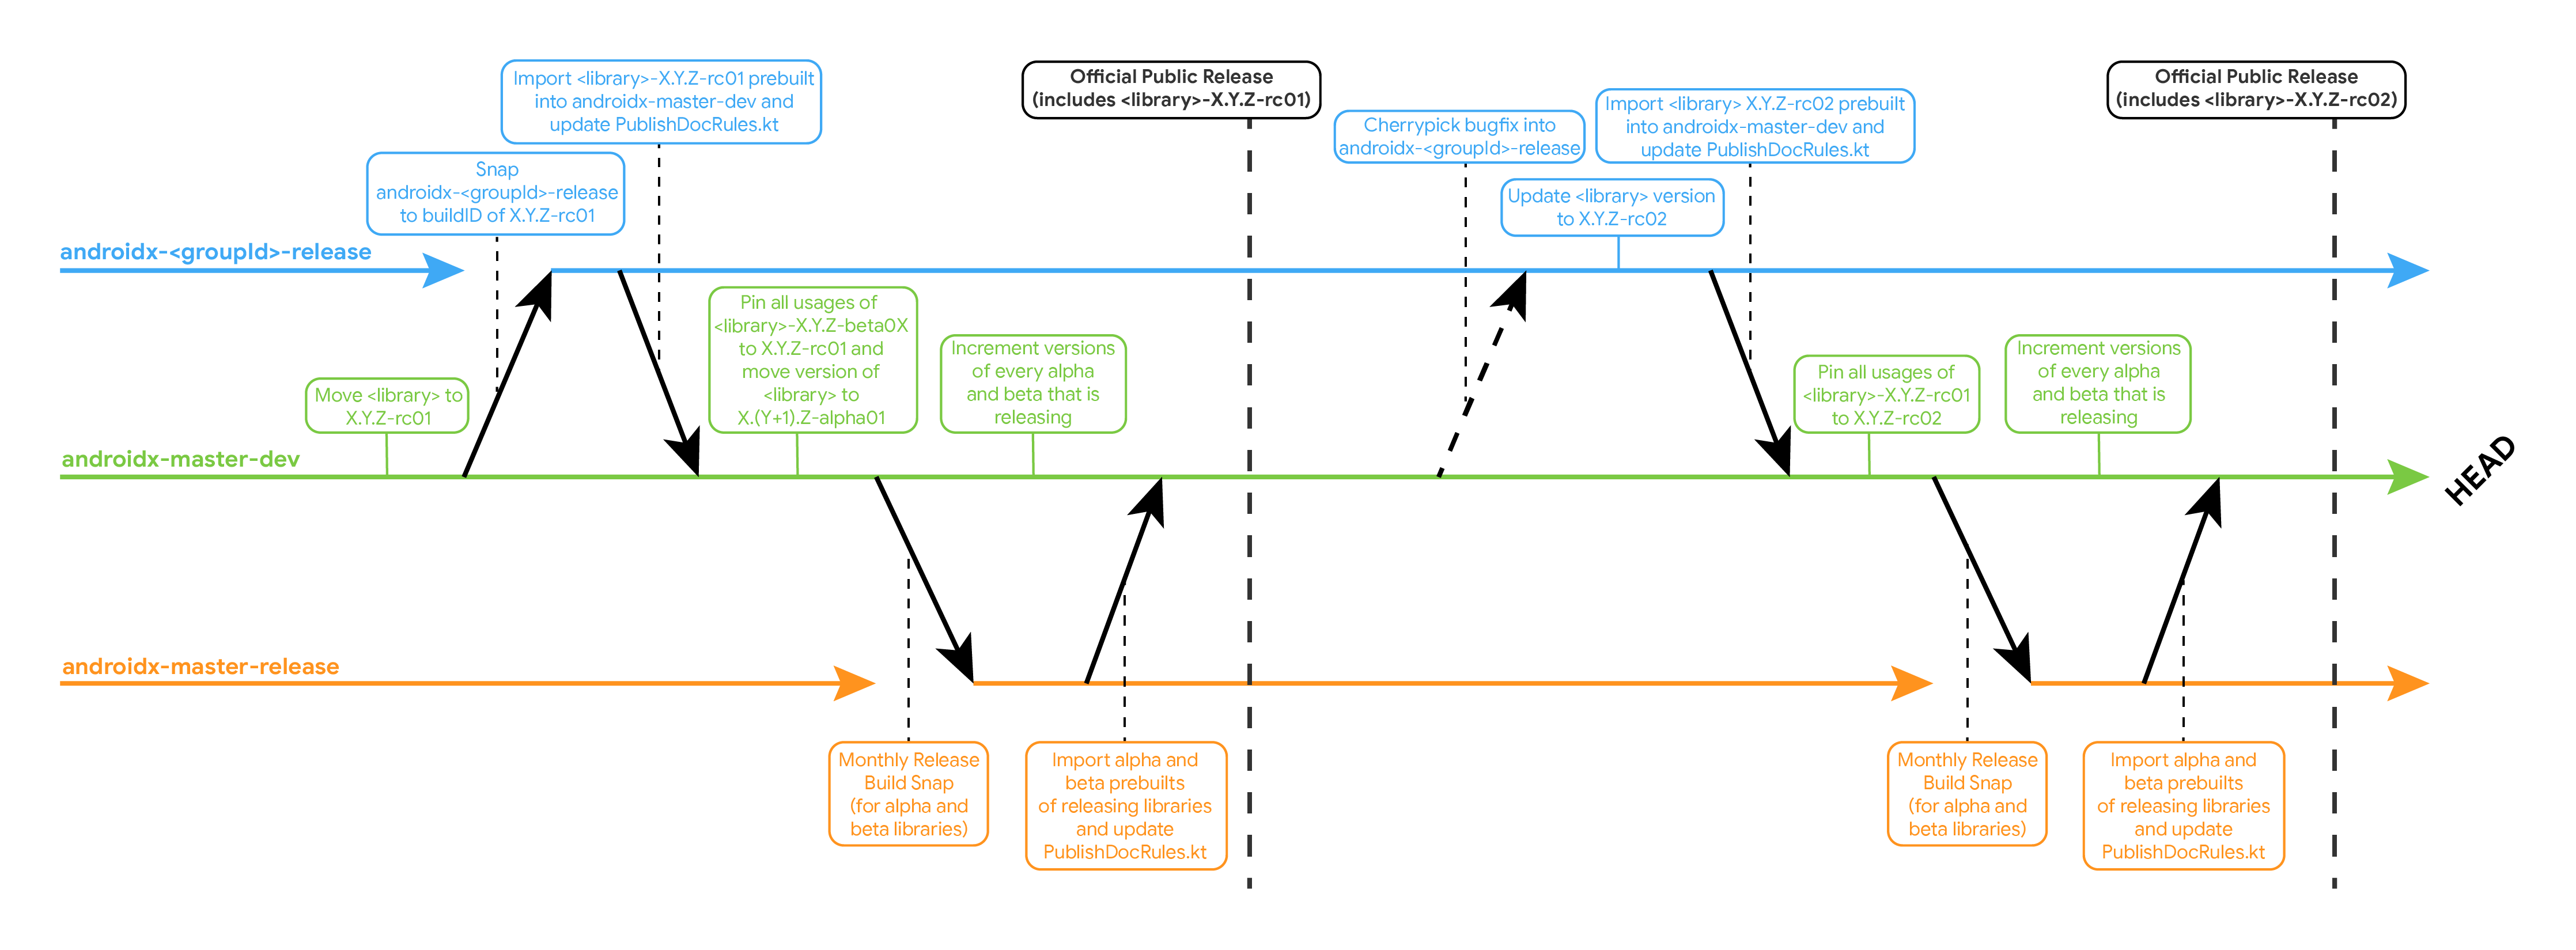 Import <library>-X.Y.Z-rc01 prebuilt
into androidx-master-dev and
update PublishDocRules.kt
Official Public Release
(includes <library>-X.Y.Z-rc01)
Official Public Release
(includes <library>-X.Y.Z-rc02)
Cherrypick bugfix into
androidx-<groupId>-release
Import <library> X.Y.Z-rc02 prebuilt
into androidx-master-dev and
update PublishDocRules.kt
Snap
androidx-<groupId>-release
to buildID of X.Y.Z-rc01
Update <library> version
to X.Y.Z-rc02
androidx-<groupId>-release
Move <library> to
X.Y.Z-rc01
Pin all usages of
<library>-X.Y.Z-beta0X
to X.Y.Z-rc01 and
move version of
<library> to
X.(Y+1).Z-alpha01
Increment versions
of every alpha
and beta that is
releasing
Pin all usages of
<library>-X.Y.Z-rc01
to X.Y.Z-rc02
Increment versions
of every alpha
and beta that is
releasing
androidx-master-dev
HEAD
androidx-master-release
Monthly Release
Build Snap
(for alpha and
beta libraries)
Import alpha and
beta prebuilts
of releasing libraries
and update
PublishDocRules.kt
Monthly Release
Build Snap
(for alpha and
beta libraries)
Import alpha and
beta prebuilts
of releasing libraries
and update
PublishDocRules.kt